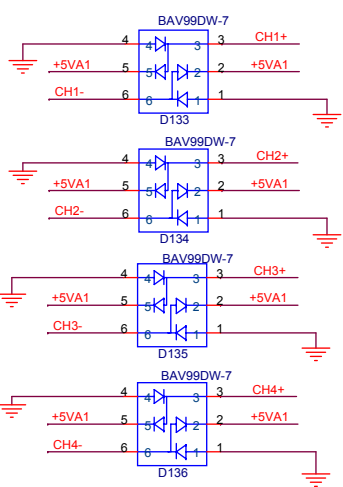 BAV99DW-7
4 4 3 3 CH1+
+5VA1 5 5 2 2 +5VA1
CH1- 6 6 1 1
D133
BAV99DW-7
4 4 3 3 CH2+
+5VA1 5 5 2 2 +5VA1
CH2- 6 6 1 1
D134
BAV99DW-7
4 4 3 3 CH3+
+5VA1 5 5 2 2 +5VA1
CH3- 6 6 1 1
D135
BAV99DW-7
4 4 3 3 CH4+
+5VA1 5 5 2 2 +5VA1
CH4- 6 6 1 1
D136